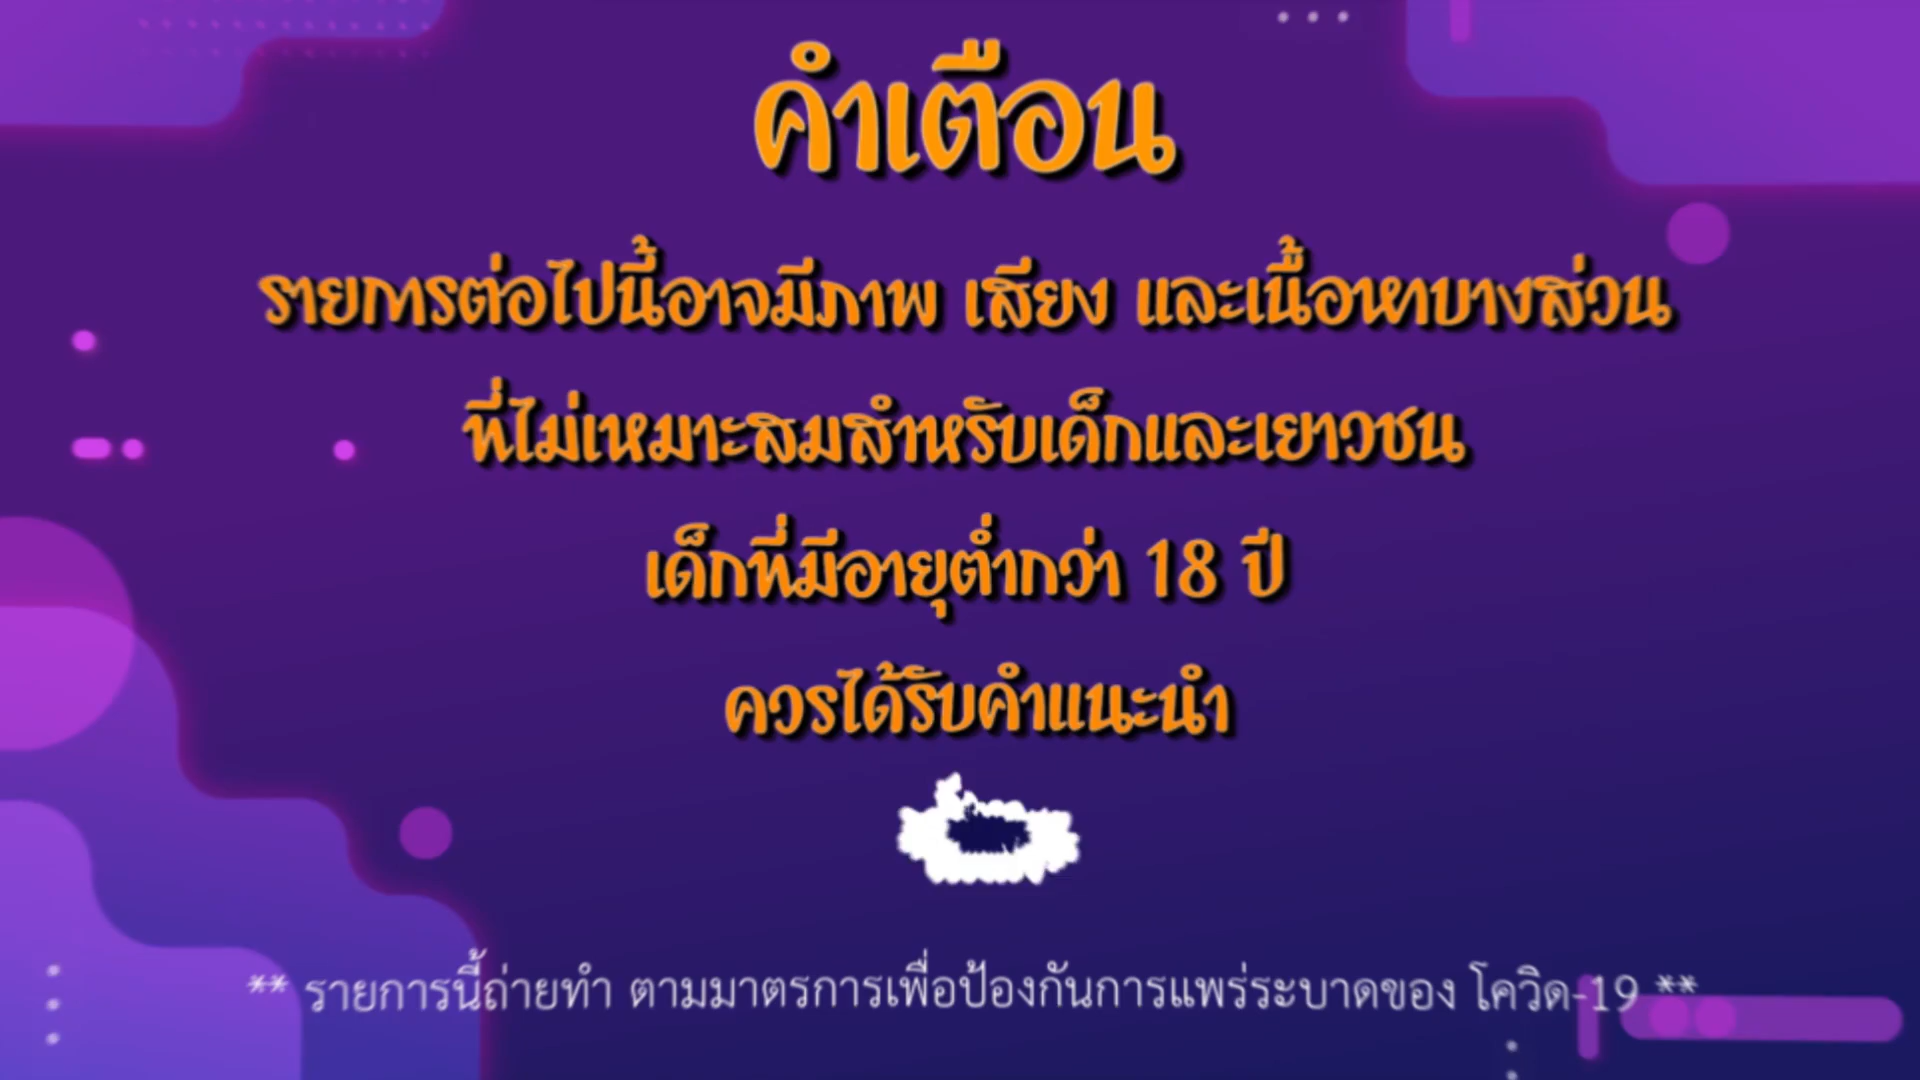 คำเตือน
รายการต่อไปนี้อาจมีภาพ เสียง และเนื้อหาบางส่วน
ที่ไม่เหมาะสมสำหรับเด็กและเยาวชน
เด็กที่มีอายุต่ำกว่า 18 ปี
ควรได้รับคำแนะนำ
** รายการนี้ถ่ายทำ ตามมาตรการเพื่อป้องกันการแพร่ระบาดของ โควิด-19 **